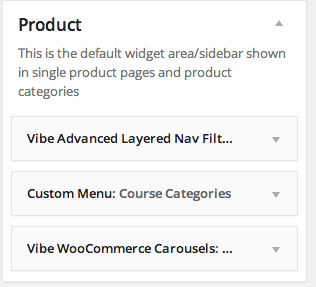 Product
This is the default widget area/sidebar shown
in single product pages and product
categories
Vibe Advanced Layered Nav Filt...
Custom Menu: Course Categories
Vibe WooCommerce Carousels: ...